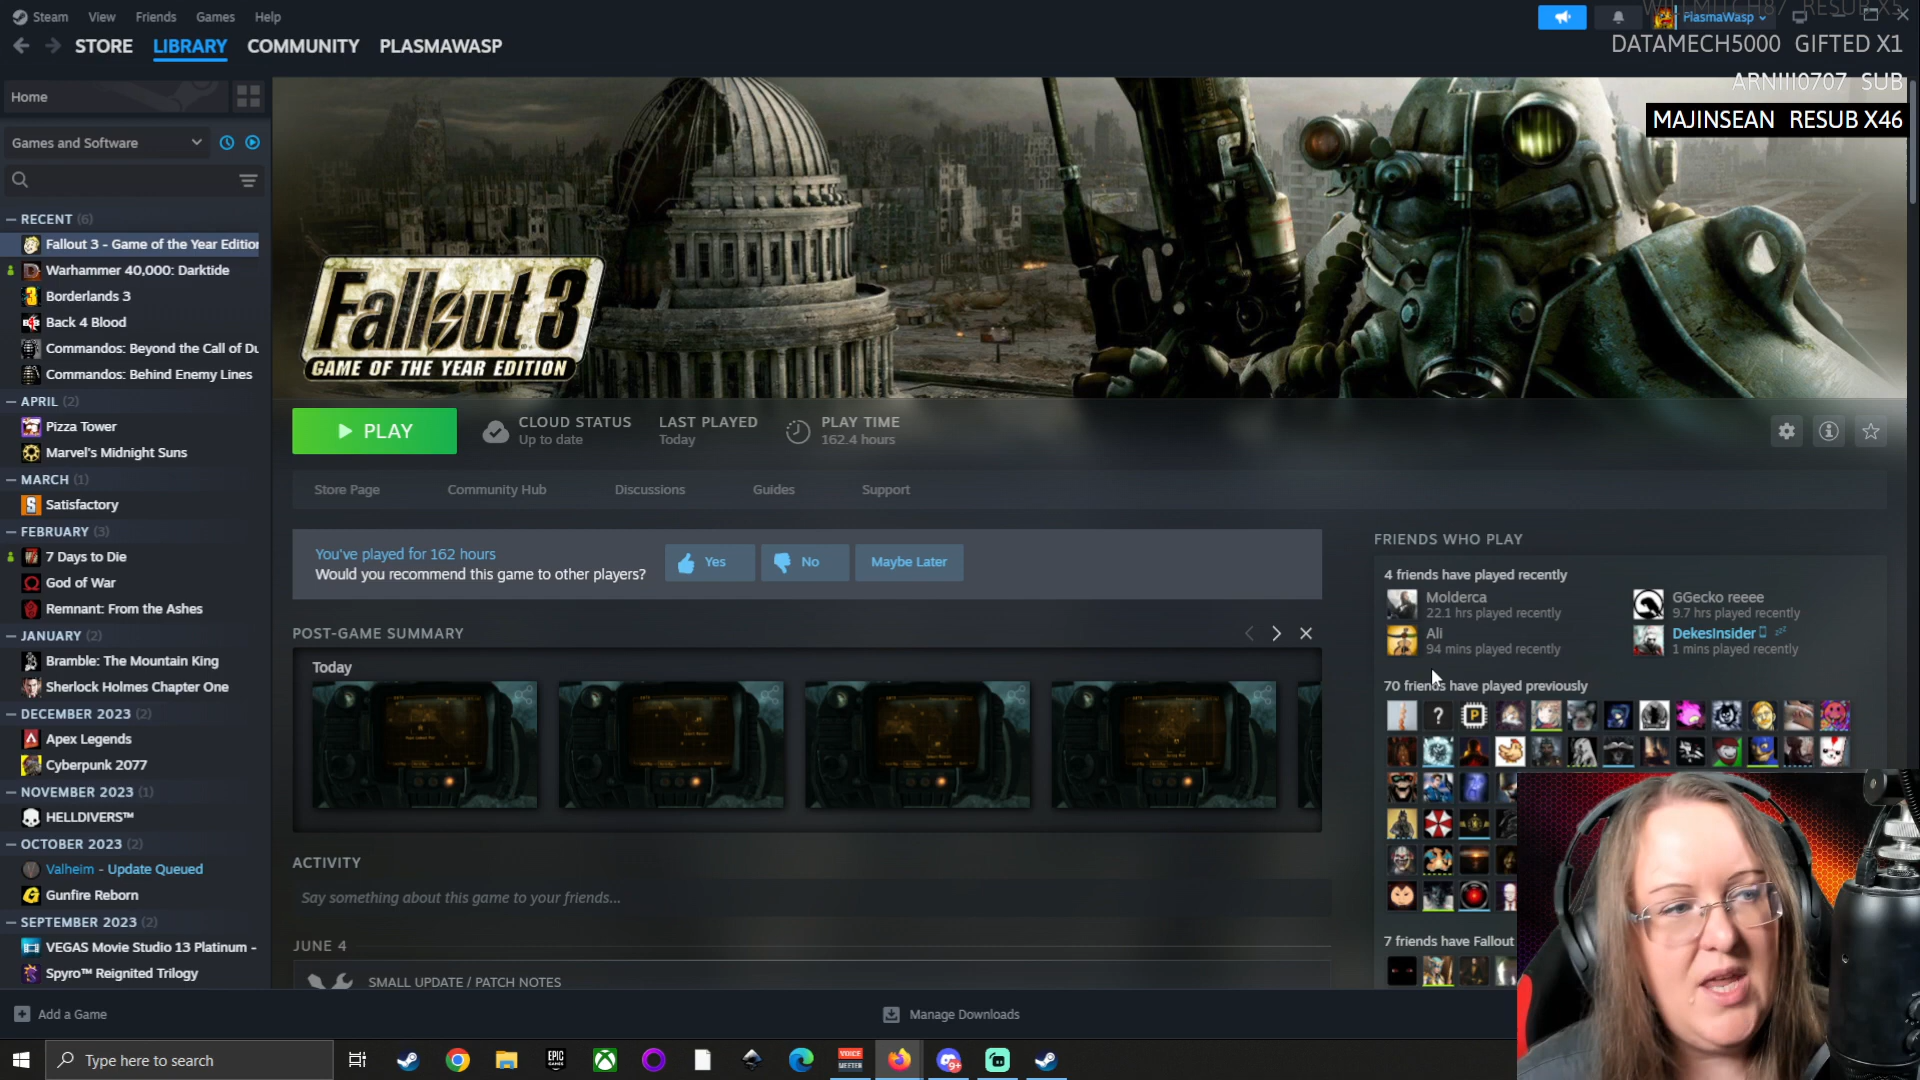 Steam View Friends Games Help
PlasmaWasp
WILLMITCH87 RESUB X5
DATAMECH5000 GIFTED X1
ARNIII0707 SUB
MAJINSEAN RESUB X46
STORE LIBRARY COMMUNITY PLASMAWASP
Home
Games and Software
RECENT (6)
Fallout 3 - Game of the Year Edition
Warhammer 40,000: Darktide
Borderlands 3
Back 4 Blood
Commandos: Beyond the Call of Du
Commandos: Behind Enemy Lines
APRIL (2)
Pizza Tower
Marvel's Midnight Suns
MARCH (1)
Satisfactory
FEBRUARY (3)
7 Days to Die
God of War
Remnant: From the Ashes
JANUARY (2)
Bramble: The Mountain King
Sherlock Holmes Chapter One
DECEMBER 2023 (2)
Apex Legends
Cyberpunk 2077
NOVEMBER 2023 (1)
HELLDIVERS™
OCTOBER 2023 (2)
Valheim - Update Queued
Gunfire Reborn
SEPTEMBER 2023 (2)
VEGAS Movie Studio 13 Platinum -
Spyro™ Reignited Trilogy
Fallout 3
GAME OF THE YEAR EDITION
PLAY
CLOUD STATUS
Up to date
LAST PLAYED
Today
PLAY TIME
162.4 hours
Store Page Community Hub Discussions Guides Support
You've played for 162 hours
Would you recommend this game to other players?
Yes No Maybe Later
POST-GAME SUMMARY
Today
ACTIVITY
Say something about this game to your friends...
JUNE 4
SMALL UPDATE / PATCH NOTES
FRIENDS WHO PLAY
4 friends have played recently
Molderca
22.1 hrs played recently
GGecko reeee
9.7 hrs played recently
Ali
94 mins played recently
DekesInsider
1 mins played recently
70 friends have played previously
7 friends have Fallout
Add a Game
Manage Downloads
Type here to search
EPIC GAMES
VOICE MEETER
9+